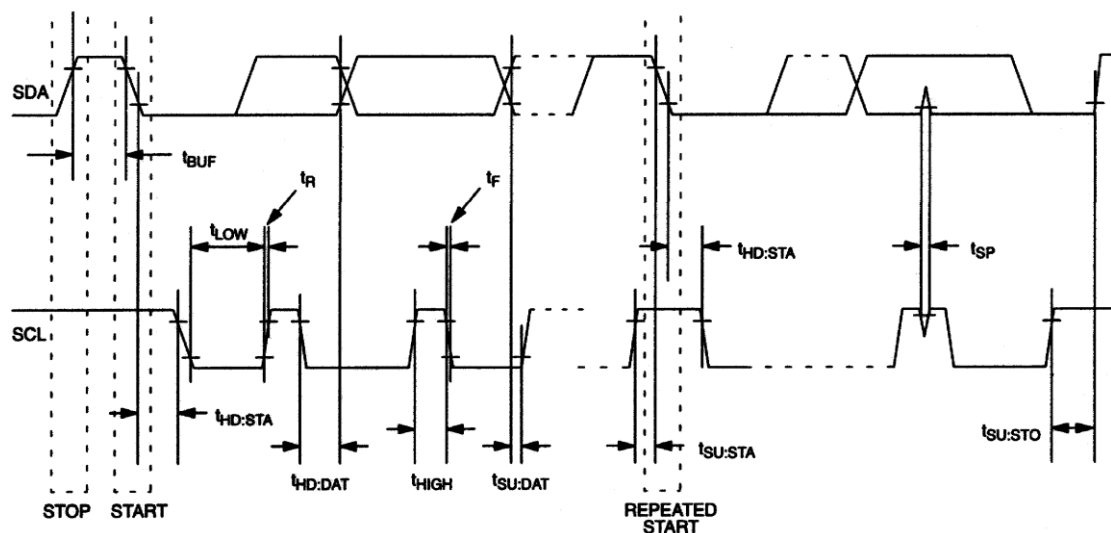 SDA
tBUF
tR
tF
tLOW
tHD:STA
tSP
SCL
tHD:STA
tSU:STA
tSU:STO
tHD:DAT
tHIGH
tSU:DAT
STOP
START
REPEATED
START